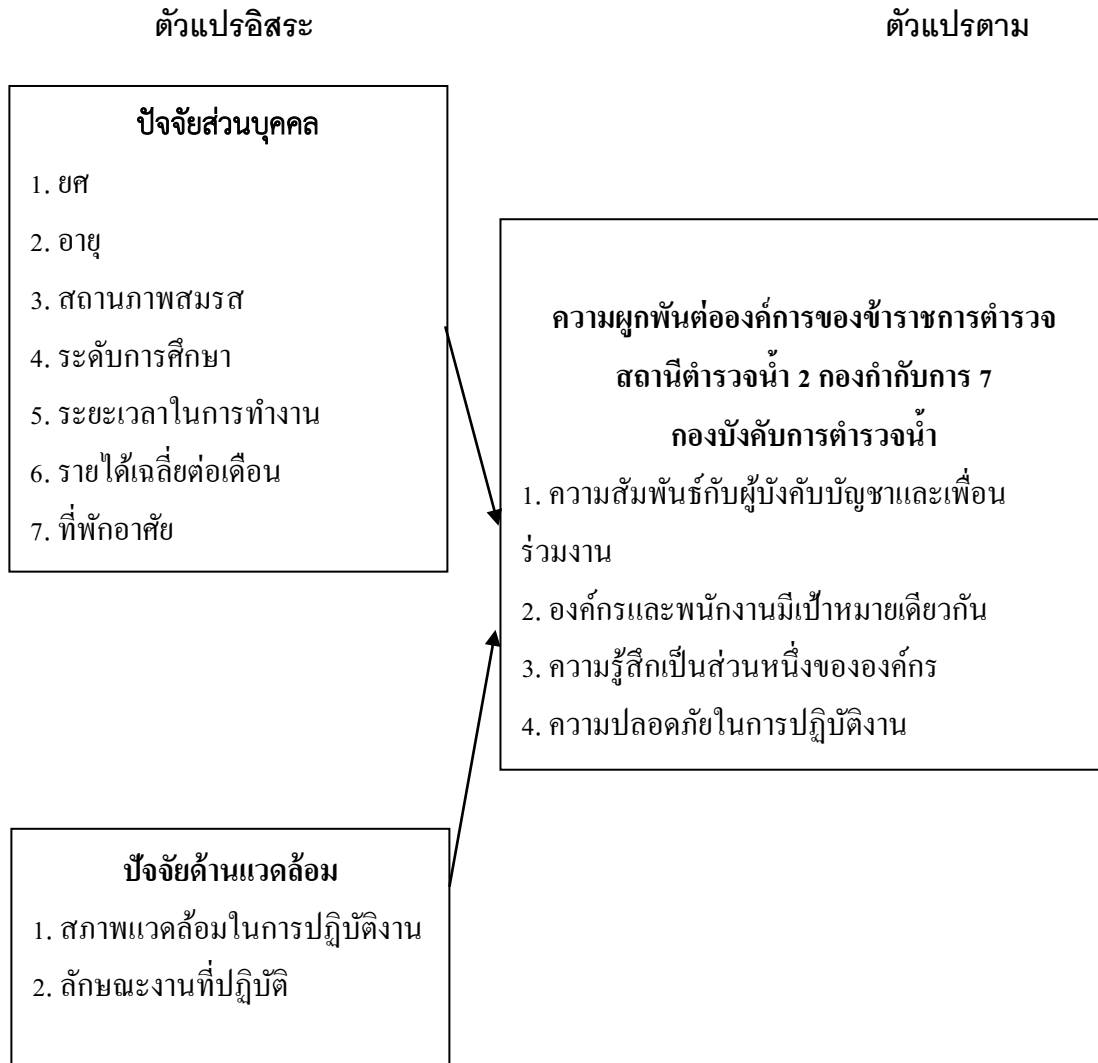 ตัวแปรอิสระ
ตัวแปรตาม
ปัจจัยส่วนบุคคล
1. ยศ
2. อายุ
3. สถานภาพสมรส
4. ระดับการศึกษา
5. ระยะเวลาในการทำงาน
6. รายได้เฉลี่ยต่อเดือน
7. ที่พักอาศัย
ความผูกพันต่อองค์การของข้าราชการตำรวจ
สถานีตำรวจน้ำ 2 กองกำกับการ 7
กองบังคับการตำรวจน้ำ
1. ความสัมพันธ์กับผู้บังคับบัญชาและเพื่อน
ร่วมงาน
2. องค์กรและพนักงานมีเป้าหมายเดียวกัน
3. ความรู้สึกเป็นส่วนหนึ่งขององค์กร
4. ความปลอดภัยในการปฏิบัติงาน
ปัจจัยด้านแวดล้อม
1. สภาพแวดล้อมในการปฏิบัติงาน
2. ลักษณะงานที่ปฏิบัติ